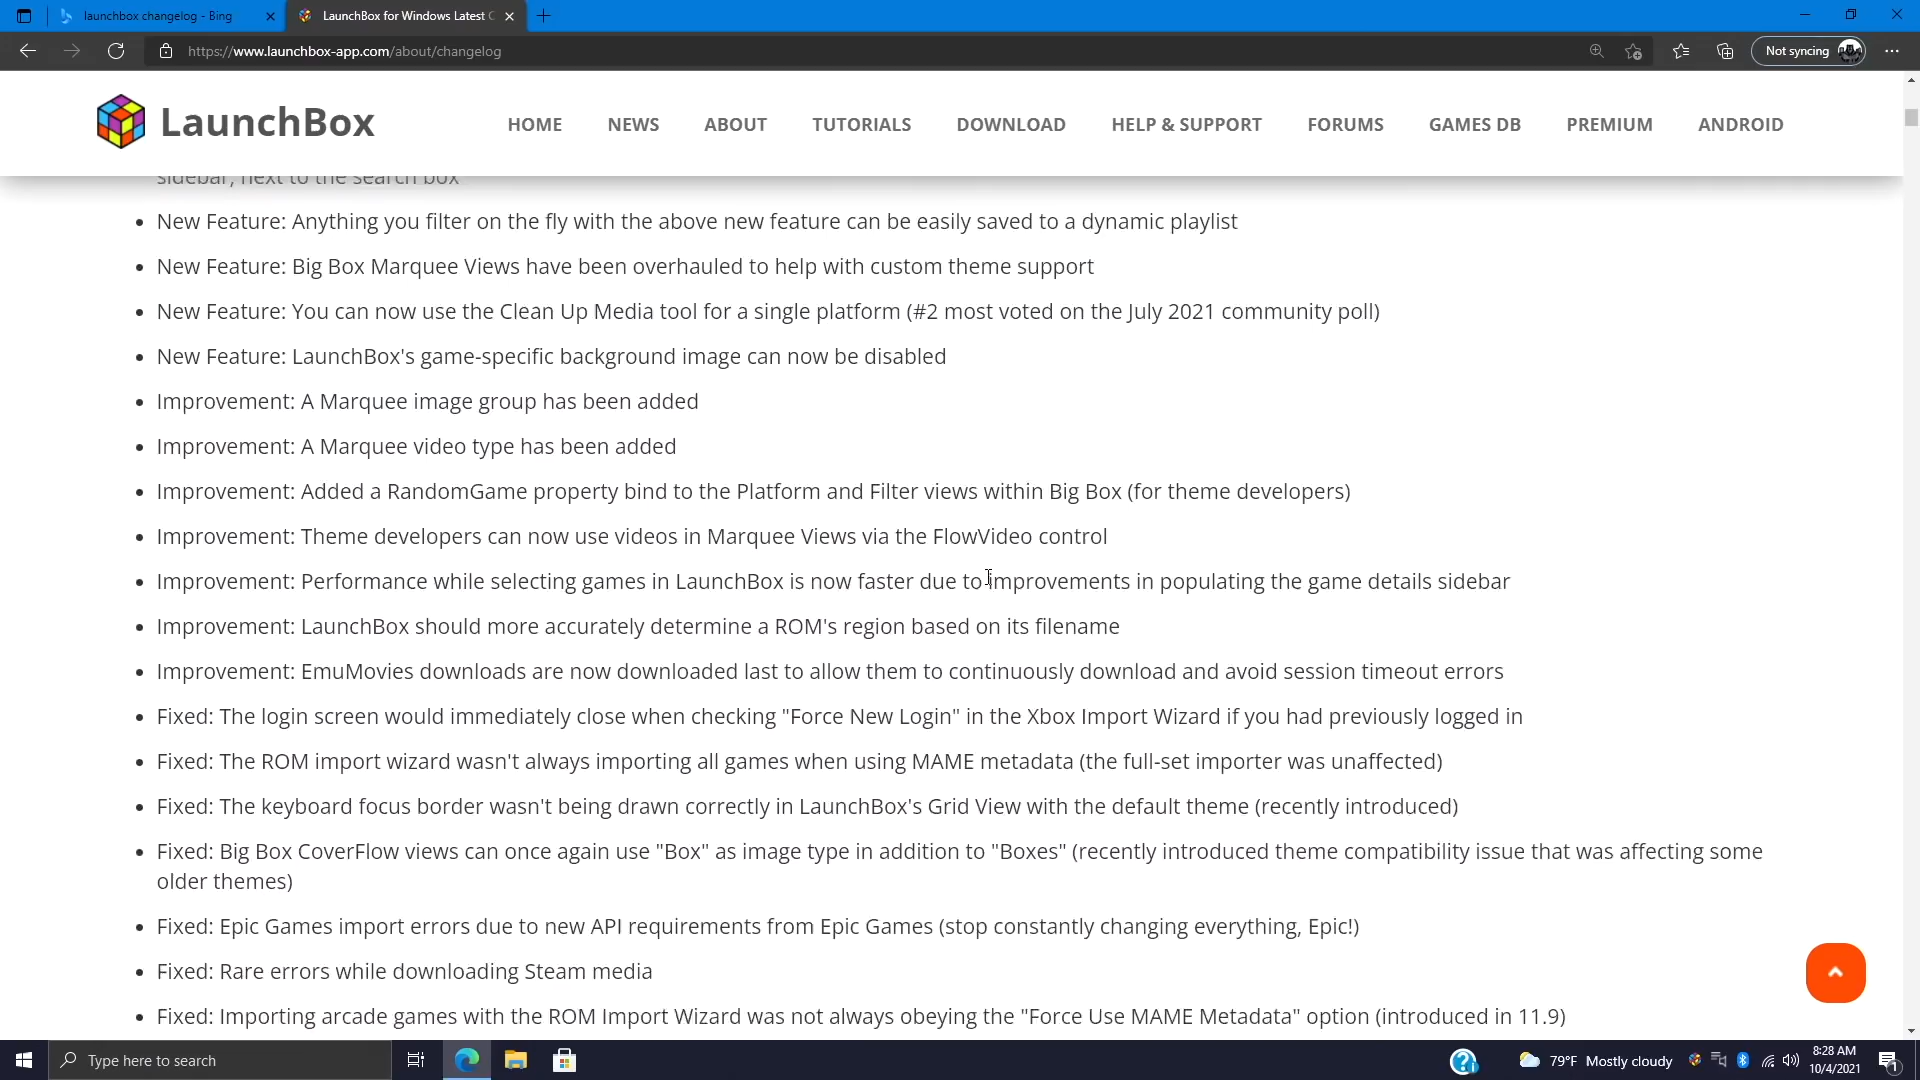 launchbox changelog - Bing
LaunchBox for Windows Latest C
https://www.launchbox-app.com/about/changelog
Not syncing
LaunchBox
HOME NEWS ABOUT TUTORIALS DOWNLOAD HELP & SUPPORT FORUMS GAMES DB PREMIUM ANDROID
sidebar, next to the search box
• New Feature: Anything you filter on the fly with the above new feature can be easily saved to a dynamic playlist
• New Feature: Big Box Marquee Views have been overhauled to help with custom theme support
• New Feature: You can now use the Clean Up Media tool for a single platform (#2 most voted on the July 2021 community poll)
• New Feature: LaunchBox's game-specific background image can now be disabled
• Improvement: A Marquee image group has been added
• Improvement: A Marquee video type has been added
• Improvement: Added a RandomGame property bind to the Platform and Filter views within Big Box (for theme developers)
• Improvement: Theme developers can now use videos in Marquee Views via the FlowVideo control
• Improvement: Performance while selecting games in LaunchBox is now faster due to improvements in populating the game details sidebar
• Improvement: LaunchBox should more accurately determine a ROM's region based on its filename
• Improvement: EmuMovies downloads are now downloaded last to allow them to continuously download and avoid session timeout errors
• Fixed: The login screen would immediately close when checking "Force New Login" in the Xbox Import Wizard if you had previously logged in
• Fixed: The ROM import wizard wasn't always importing all games when using MAME metadata (the full-set importer was unaffected)
• Fixed: The keyboard focus border wasn't being drawn correctly in LaunchBox's Grid View with the default theme (recently introduced)
• Fixed: Big Box CoverFlow views can once again use "Box" as image type in addition to "Boxes" (recently introduced theme compatibility issue that was affecting some
older themes)
• Fixed: Epic Games import errors due to new API requirements from Epic Games (stop constantly changing everything, Epic!)
• Fixed: Rare errors while downloading Steam media
• Fixed: Importing arcade games with the ROM Import Wizard was not always obeying the "Force Use MAME Metadata" option (introduced in 11.9)
Type here to search
79°F Mostly cloudy
8:28 AM
10/4/2021
1